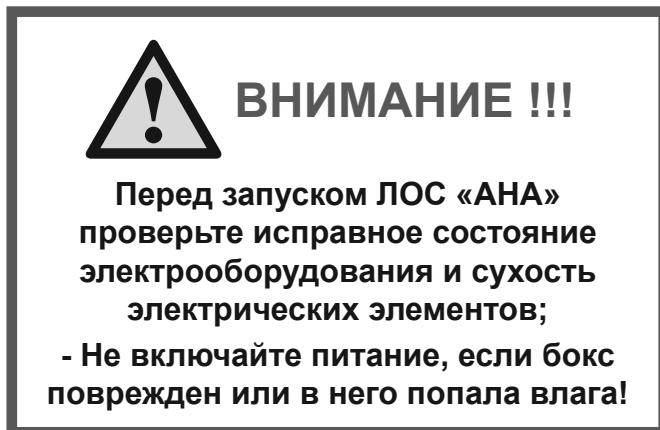 ВНИМАНИЕ !!!
Перед запуском ЛОС «АНА»
проверьте исправное состояние
электрооборудования и сухость
электрических элементов;
- Не включайте питание, если бокс
поврежден или в него попала влага!